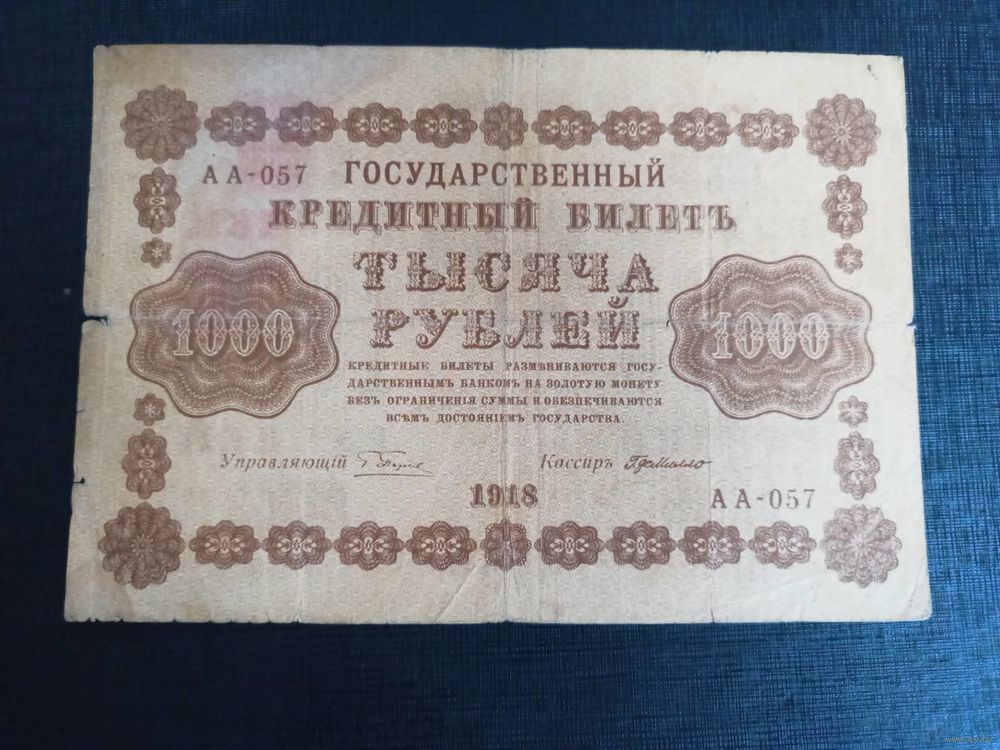 АА-057 ГОСУДАРСТВЕННЫЙ
КРЕДИТНЫЙ БИЛЕТЪ
ТЫСЯЧА
РУБЛЕЙ
1000 1000
КРЕДИТНЫЕ БИЛЕТЫ РАЗМѢНИВАЮТСЯ ГОСУ-
ДАРСТВЕННЫМЪ БАНКОМЪ НА ЗОЛОТУЮ МОНЕТУ
БЕЗЪ ОГРАНИЧЕНІЯ СУММЫ И ОБЕЗПЕЧИВАЮТСЯ
ВСѢМЪ ДОСТОЯНІЕМЪ ГОСУДАРСТВА.
Управляющій Кассиръ
1918
АА-057